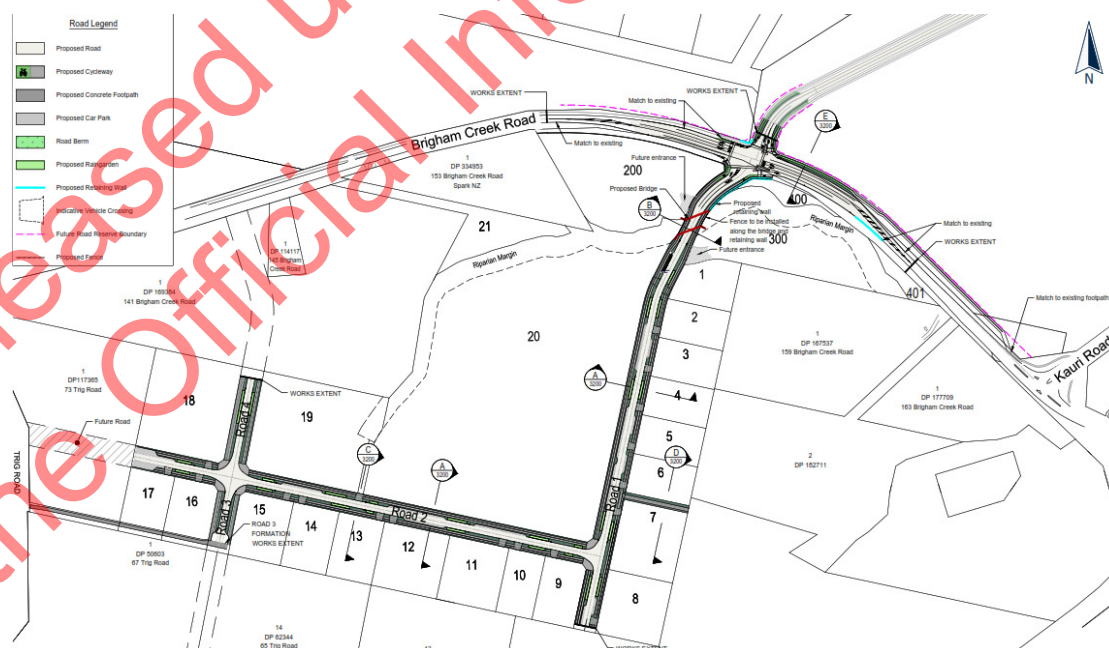 Road Legend
Proposed Road
Proposed Cycleway
Proposed Concrete Footpath
Proposed Car Park
Road Berm
Proposed Raingarden
Proposed Retaining Wall
Indicative Vehicle Crossing
Future Road Reserve Boundary
Proposed Fence
N
WORKS EXTENT
Match to existing
WORKS EXTENT
E
3200
Brigham Creek Road
Match to existing
1
DP 334953
153 Brigham Creek Road
Spark NZ
Future entrance
200
Proposed Bridge
B
3200
Proposed
retaining wall
Fence to be installed
along the bridge and
retaining wall
300
Future entrance
Riparian Margin
400
Match to existing
WORKS EXTENT
401
Match to existing footpath
Kauri Road
21
Riparian Margin
1
DP 114117
145 Brigham
Creek Road
1
DP 169364
141 Brigham Creek Road
20
1
2
3
4
5
6
7
8
1
DP 167537
159 Brigham Creek Road
1
DP 177709
163 Brigham Creek Road
2
DP 182711
A
3200
D
3200
1
DP117365
73 Trig Road
18
19
WORKS EXTENT
Future Road
Road 4
C
3200
A
3200
TRIG ROAD
17
16
Road 3
15
14
13
12
11
10
9
Road 2
Road 1
ROAD 3
FORMATION
WORKS EXTENT
1
DP 50603
67 Trig Road
14
DP 62344
65 Trig Road
WORKS EXTENT
Released u
the Official Info